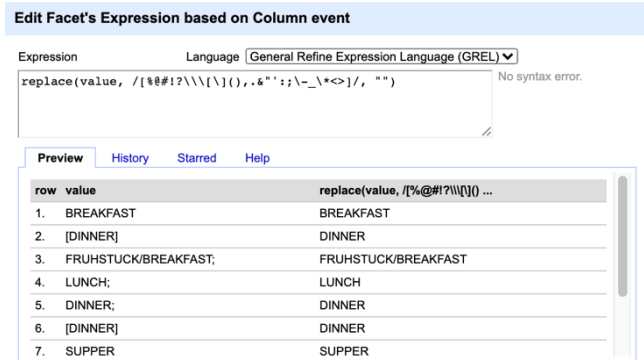 Edit Facet's Expression based on Column event
Expression Language General Refine Expression Language (GREL)
replace(value, /[%@#!?\\\[\](),.&"':;\-_\*<>]/, "") No syntax error.
Preview History Starred Help
row value replace(value, /[%@#!?\\\[\]() ...
1. BREAKFAST BREAKFAST
2. [DINNER] DINNER
3. FRUHSTUCK/BREAKFAST; FRUHSTUCK/BREAKFAST
4. LUNCH; LUNCH
5. DINNER; DINNER
6. [DINNER] DINNER
7. SUPPER SUPPER